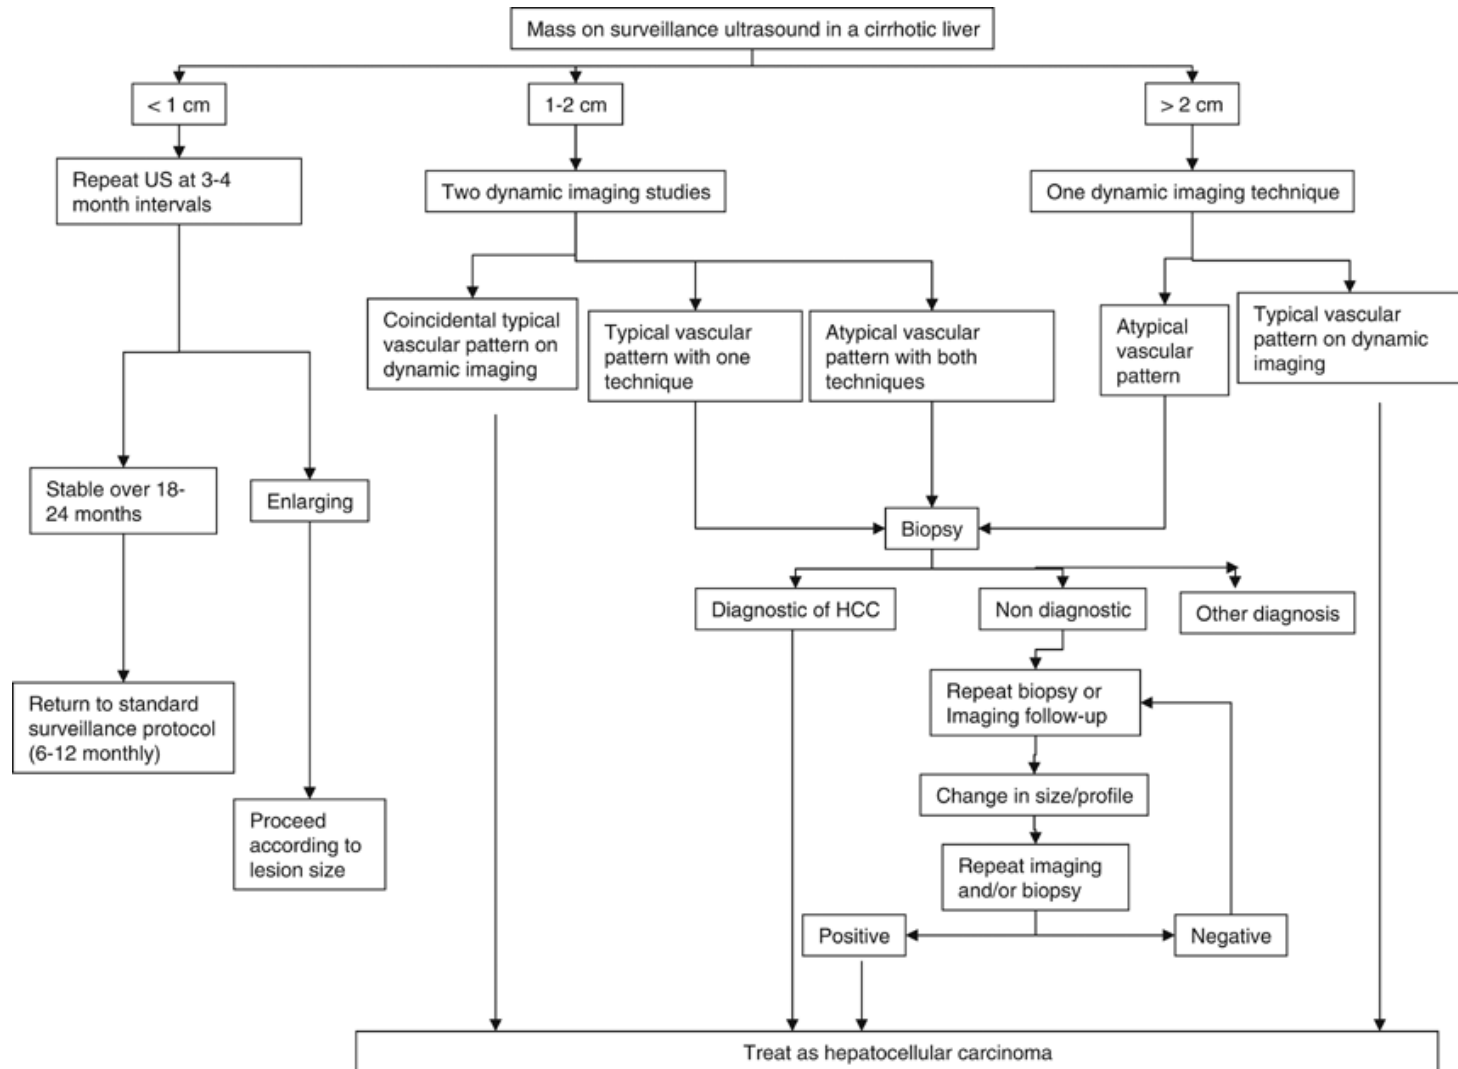 Mass on surveillance ultrasound in a cirrhotic liver
< 1 cm
1-2 cm
> 2 cm
Repeat US at 3-4
month intervals
Two dynamic imaging studies
One dynamic imaging technique
Coincidental typical
vascular pattern on
dynamic imaging
Typical vascular
pattern with one
technique
Atypical vascular
pattern with both
techniques
Atypical
vascular
pattern
Typical vascular
pattern on dynamic
imaging
Stable over 18-
24 months
Enlarging
Biopsy
Diagnostic of HCC
Non diagnostic
Other diagnosis
Return to standard
surveillance protocol
(6-12 monthly)
Repeat biopsy or
Imaging follow-up
Change in size/profile
Proceed
according to
lesion size
Repeat imaging
and/or biopsy
Positive
Negative
Treat as hepatocellular carcinoma